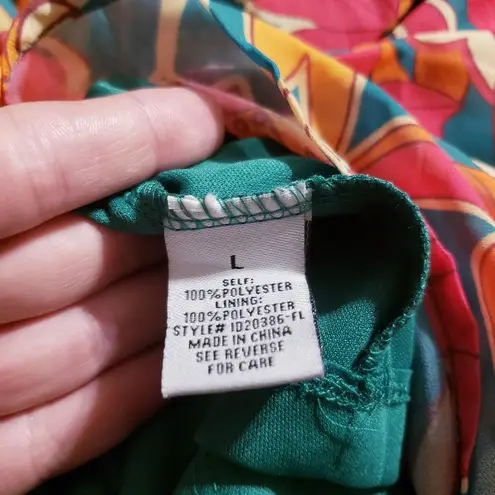 L
SELF:
100%POLYESTER
LINING:
100%POLYESTER
STYLE# ID20386-FL
MADE IN CHINA
SEE REVERSE
FOR CARE